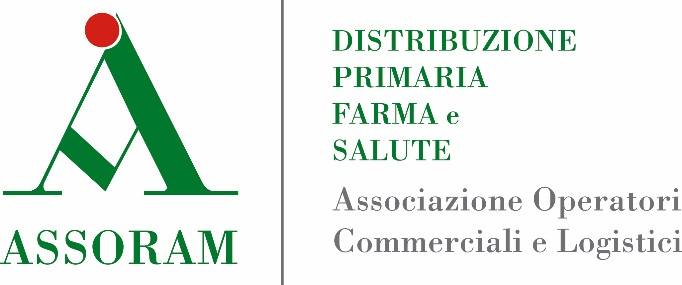 ASSORAM
DISTRIBUZIONE
PRIMARIA
FARMA e
SALUTE
Associazione Operatori
Commerciali e Logistici